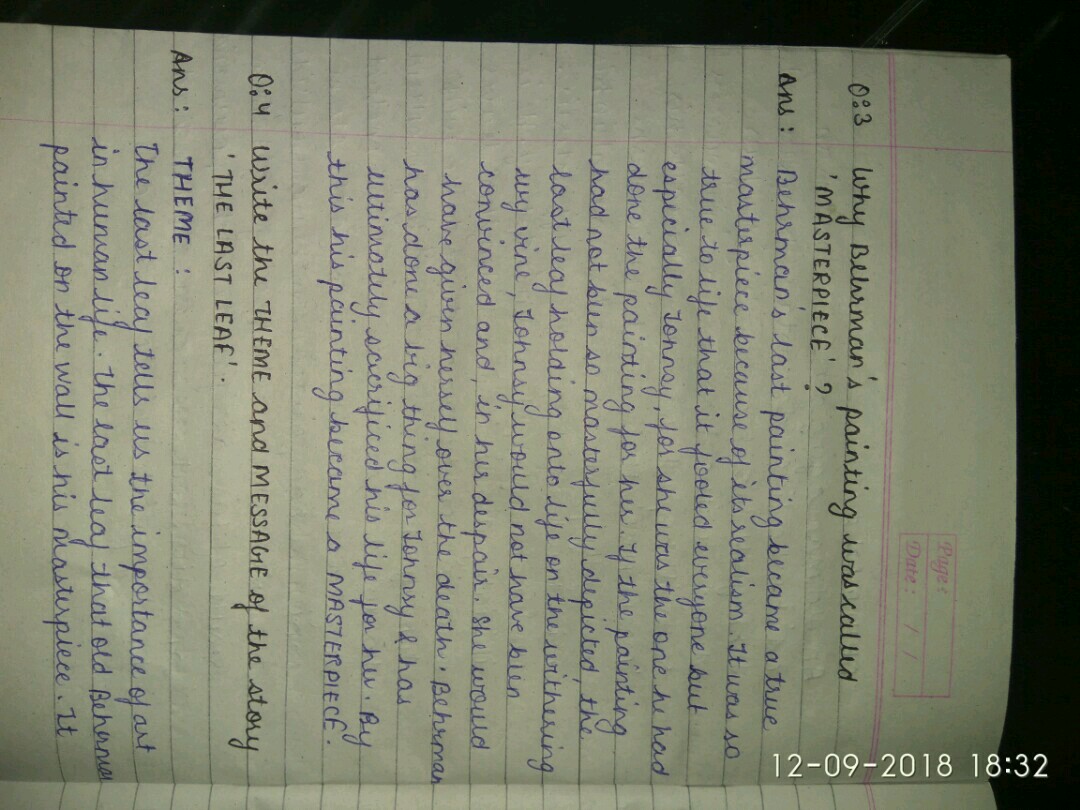 12-09-2018 18:32
Page:
Date: / /
Q:3 Why Behrman's painting was called
'MASTERPIECE' ?
Ans: Behrman's last painting became a true
masterpiece because of its realism. It was so
true to life that it fooled everyone but
especially Johnsy, for she was the one he had
done the painting for her. If the painting
had not been so masterfully depicted, the
last leaf holding onto life on the withering
ivy vine, Johnsy would not have been
convinced and, in her despair. She would
have given herself over the death. Behrman
has done a big thing for Johnsy & has
ultimately sacrificed his life for her. By
this his painting became a MASTERPIECE.
Q:4 Write the THEME and MESSAGE of the story
'THE LAST LEAF'.
Ans: THEME :
The last leaf tells us the importance of art
in human life. The last leaf that old Behrman
painted on the wall is his masterpiece. It